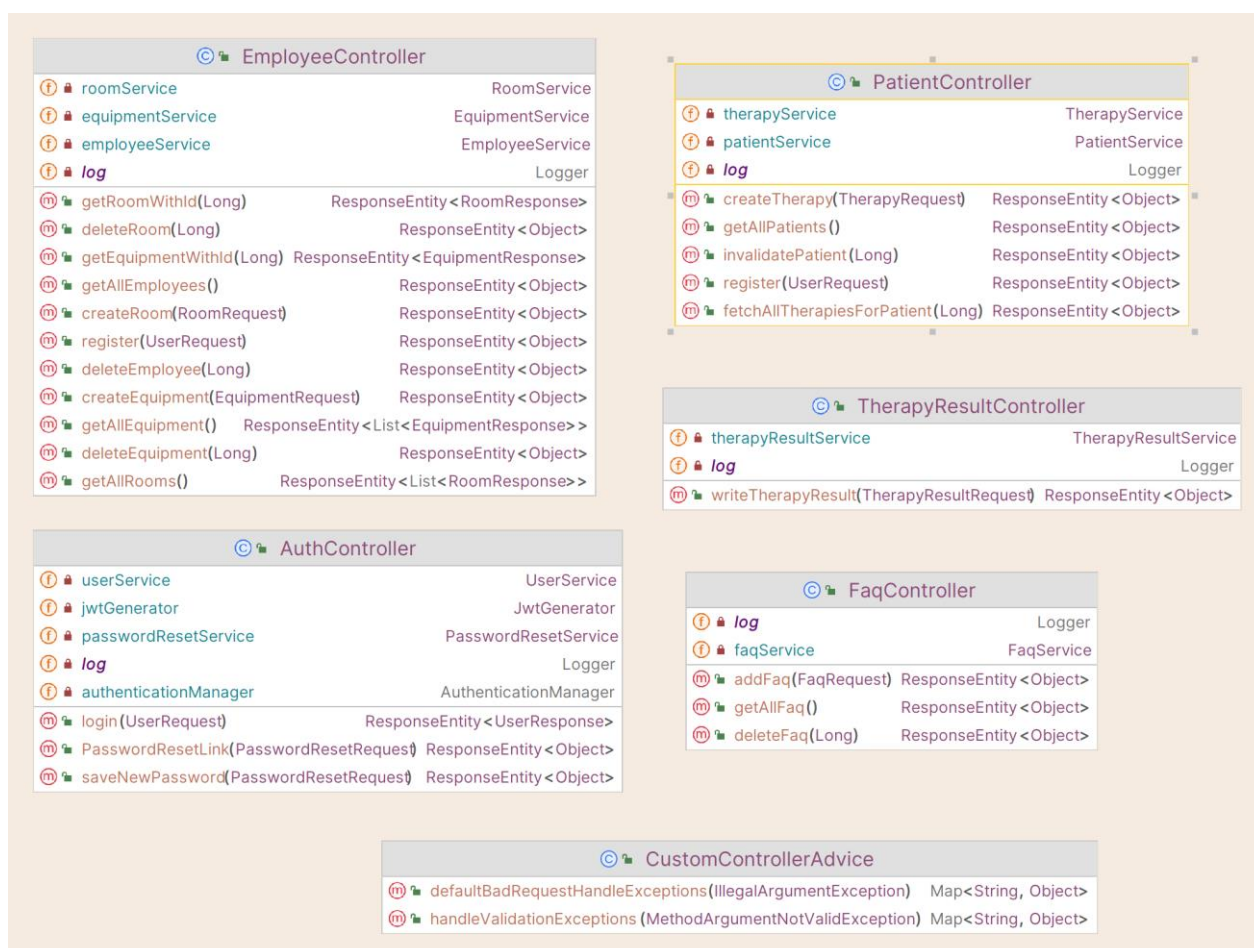 EmployeeController
roomService RoomService
equipmentService EquipmentService
employeeService EmployeeService
log Logger
getRoomWithId(Long) ResponseEntity<RoomResponse>
deleteRoom(Long) ResponseEntity<Object>
getEquipmentWithId(Long) ResponseEntity<EquipmentResponse>
getAllEmployees() ResponseEntity<Object>
createRoom(RoomRequest) ResponseEntity<Object>
register(UserRequest) ResponseEntity<Object>
deleteEmployee(Long) ResponseEntity<Object>
createEquipment(EquipmentRequest) ResponseEntity<Object>
getAllEquipment() ResponseEntity<List<EquipmentResponse>>
deleteEquipment(Long) ResponseEntity<Object>
getAllRooms() ResponseEntity<List<RoomResponse>>
PatientController
therapyService TherapyService
patientService PatientService
log Logger
createTherapy(TherapyRequest) ResponseEntity<Object>
getAllPatients() ResponseEntity<Object>
invalidatePatient(Long) ResponseEntity<Object>
register(UserRequest) ResponseEntity<Object>
fetchAllTherapiesForPatient(Long) ResponseEntity<Object>
TherapyResultController
therapyResultService TherapyResultService
log Logger
writeTherapyResult(TherapyResultRequest) ResponseEntity<Object>
AuthController
userService UserService
jwtGenerator JwtGenerator
passwordResetService PasswordResetService
log Logger
authenticationManager AuthenticationManager
login(UserRequest) ResponseEntity<UserResponse>
PasswordResetLink(PasswordResetRequest) ResponseEntity<Object>
saveNewPassword(PasswordResetRequest) ResponseEntity<Object>
FaqController
log Logger
faqService FaqService
addFaq(FaqRequest) ResponseEntity<Object>
getAllFaq() ResponseEntity<Object>
deleteFaq(Long) ResponseEntity<Object>
CustomControllerAdvice
defaultBadRequestHandleExceptions(IllegalArgumentException) Map<String, Object>
handleValidationExceptions(MethodArgumentNotValidException) Map<String, Object>